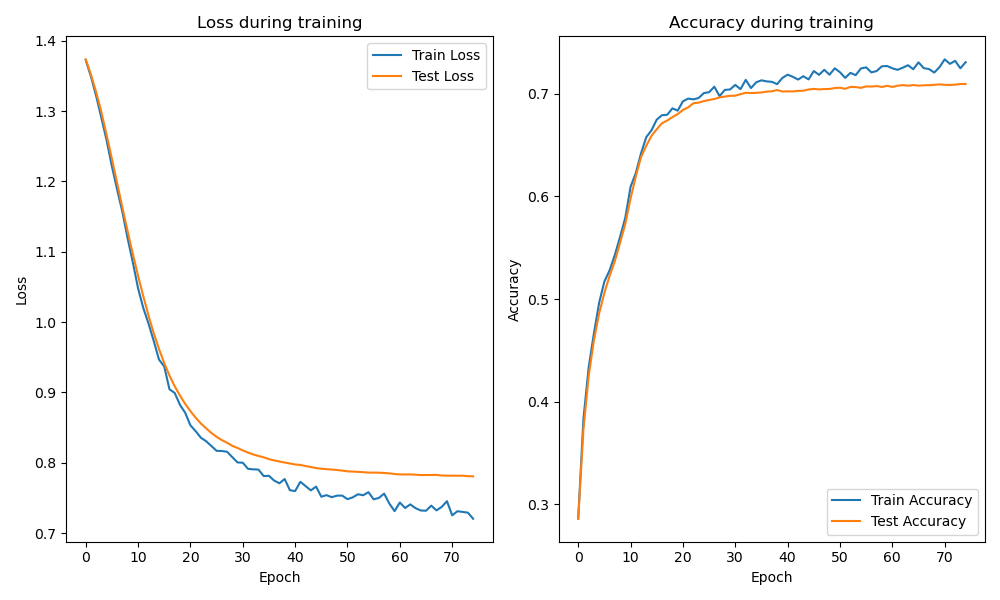 Loss during training
1.4
1.3
1.2
1.1
1.0
0.9
0.8
0.7
Loss
0 10 20 30 40 50 60 70
Epoch
Train Loss
Test Loss
Accuracy during training
0.7
0.6
0.5
0.4
0.3
Accuracy
0 10 20 30 40 50 60 70
Epoch
Train Accuracy
Test Accuracy